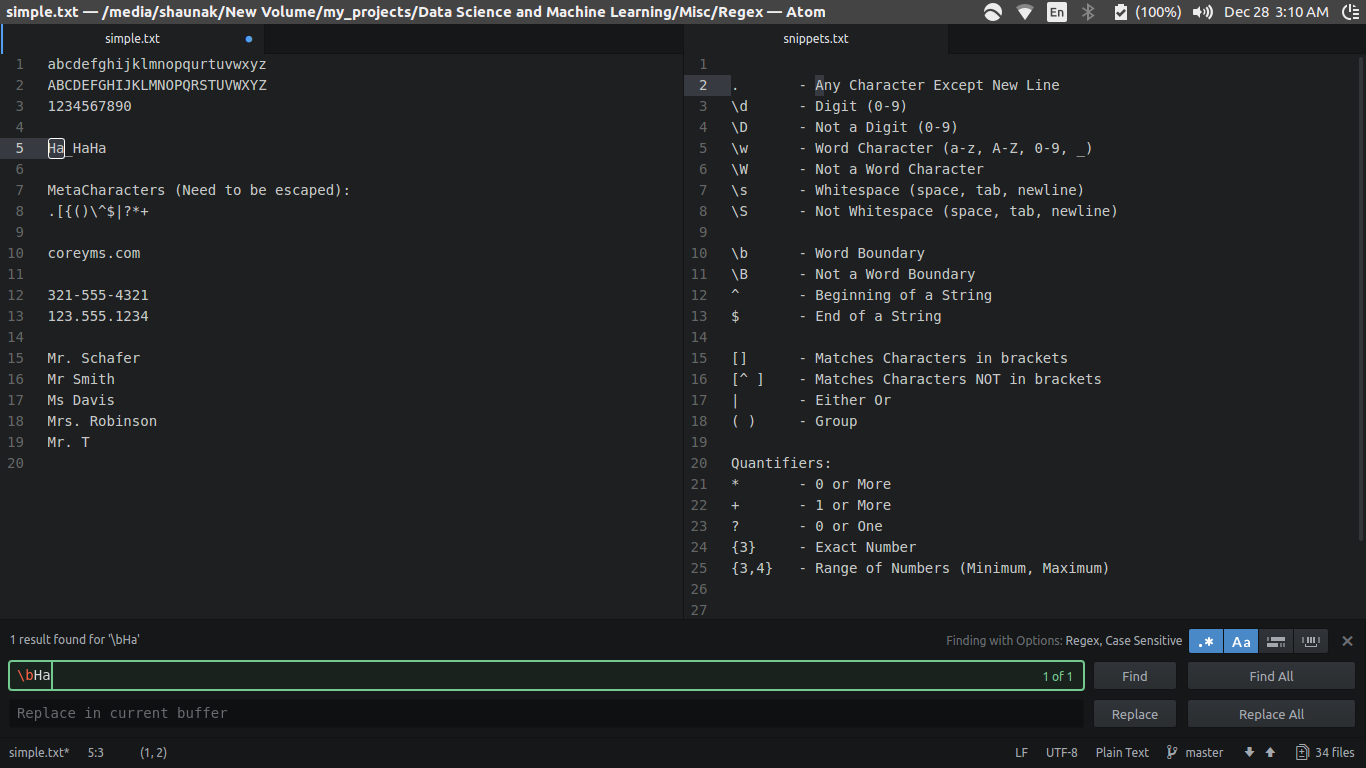 simple.txt — /media/shaunak/New Volume/my_projects/Data Science and Machine Learning/Misc/Regex — Atom
En (100%) Dec 28 3:10 AM
simple.txt
snippets.txt
1 abcdefghijklmnopqurtuvwxyz
2 ABCDEFGHIJKLMNOPQRSTUVWXYZ
3 1234567890
4
5 Ha_HaHa
6
7 MetaCharacters (Need to be escaped):
8 .[{()\^$|?*+
9
10 coreyms.com
11
12 321-555-4321
13 123.555.1234
14
15 Mr. Schafer
16 Mr Smith
17 Ms Davis
18 Mrs. Robinson
19 Mr. T
20
1
2 . - Any Character Except New Line
3 \d - Digit (0-9)
4 \D - Not a Digit (0-9)
5 \w - Word Character (a-z, A-Z, 0-9, _)
6 \W - Not a Word Character
7 \s - Whitespace (space, tab, newline)
8 \S - Not Whitespace (space, tab, newline)
9
10 \b - Word Boundary
11 \B - Not a Word Boundary
12 ^ - Beginning of a String
13 $ - End of a String
14
15 [] - Matches Characters in brackets
16 [^ ] - Matches Characters NOT in brackets
17 | - Either Or
18 ( ) - Group
19
20 Quantifiers:
21 * - 0 or More
22 + - 1 or More
23 ? - 0 or One
24 {3} - Exact Number
25 {3,4} - Range of Numbers (Minimum, Maximum)
26
27
1 result found for '\bHa'
Finding with Options: Regex, Case Sensitive
.* Aa
\bHa
1 of 1
Find
Find All
Replace in current buffer
Replace
Replace All
simple.txt* 5:3 (1, 2)
LF UTF-8 Plain Text master 34 files